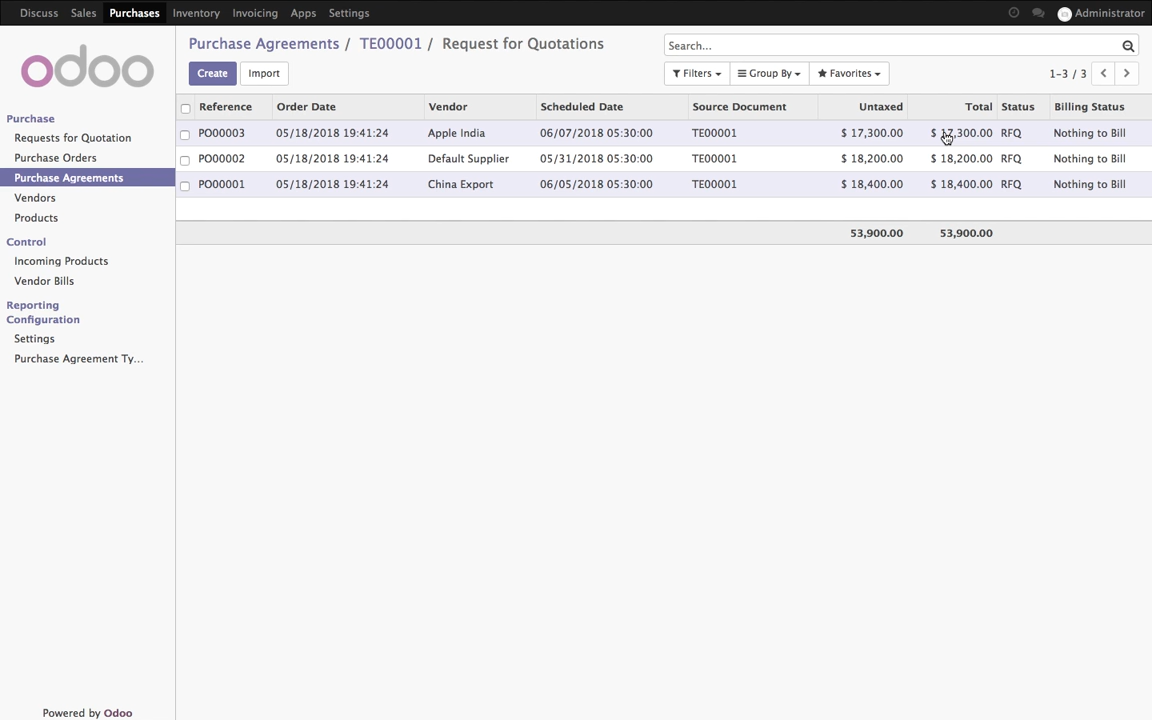 Discuss Sales Purchases Inventory Invoicing Apps Settings Administrator
odoo
Purchase
Requests for Quotation
Purchase Orders
Purchase Agreements
Vendors
Products
Control
Incoming Products
Vendor Bills
Reporting
Configuration
Settings
Purchase Agreement Ty...
Powered by Odoo
Purchase Agreements / TE00001 / Request for Quotations
Search...
Create Import Filters Group By Favorites 1-3 / 3
Reference Order Date Vendor Scheduled Date Source Document Untaxed Total Status Billing Status
PO00003 05/18/2018 19:41:24 Apple India 06/07/2018 05:30:00 TE00001 $ 17,300.00 $ 17,300.00 RFQ Nothing to Bill
PO00002 05/18/2018 19:41:24 Default Supplier 05/31/2018 05:30:00 TE00001 $ 18,200.00 $ 18,200.00 RFQ Nothing to Bill
PO00001 05/18/2018 19:41:24 China Export 06/05/2018 05:30:00 TE00001 $ 18,400.00 $ 18,400.00 RFQ Nothing to Bill
53,900.00 53,900.00